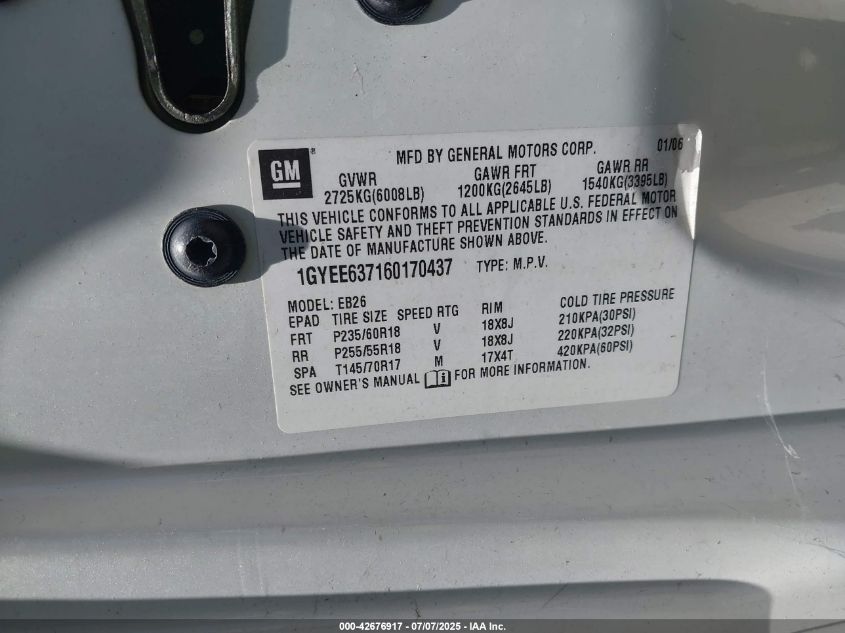 GM
®
MFD BY GENERAL MOTORS CORP. 01/06
GVWR GAWR FRT GAWR RR
2725KG(6008LB) 1200KG(2645LB) 1540KG(3395LB)
THIS VEHICLE CONFORMS TO ALL APPLICABLE U.S. FEDERAL MOTOR
VEHICLE SAFETY AND THEFT PREVENTION STANDARDS IN EFFECT ON
THE DATE OF MANUFACTURE SHOWN ABOVE.
1GYEE637160170437 TYPE: M.P.V.
MODEL: EB26
EPAD TIRE SIZE SPEED RTG RIM COLD TIRE PRESSURE
FRT P235/60R18 V 18X8J 210KPA(30PSI)
RR P255/55R18 V 18X8J 220KPA(32PSI)
SPA T145/70R17 M 17X4T 420KPA(60PSI)
SEE OWNER'S MANUAL FOR MORE INFORMATION.
000-42676917 - 07/07/2025 - IAA Inc.